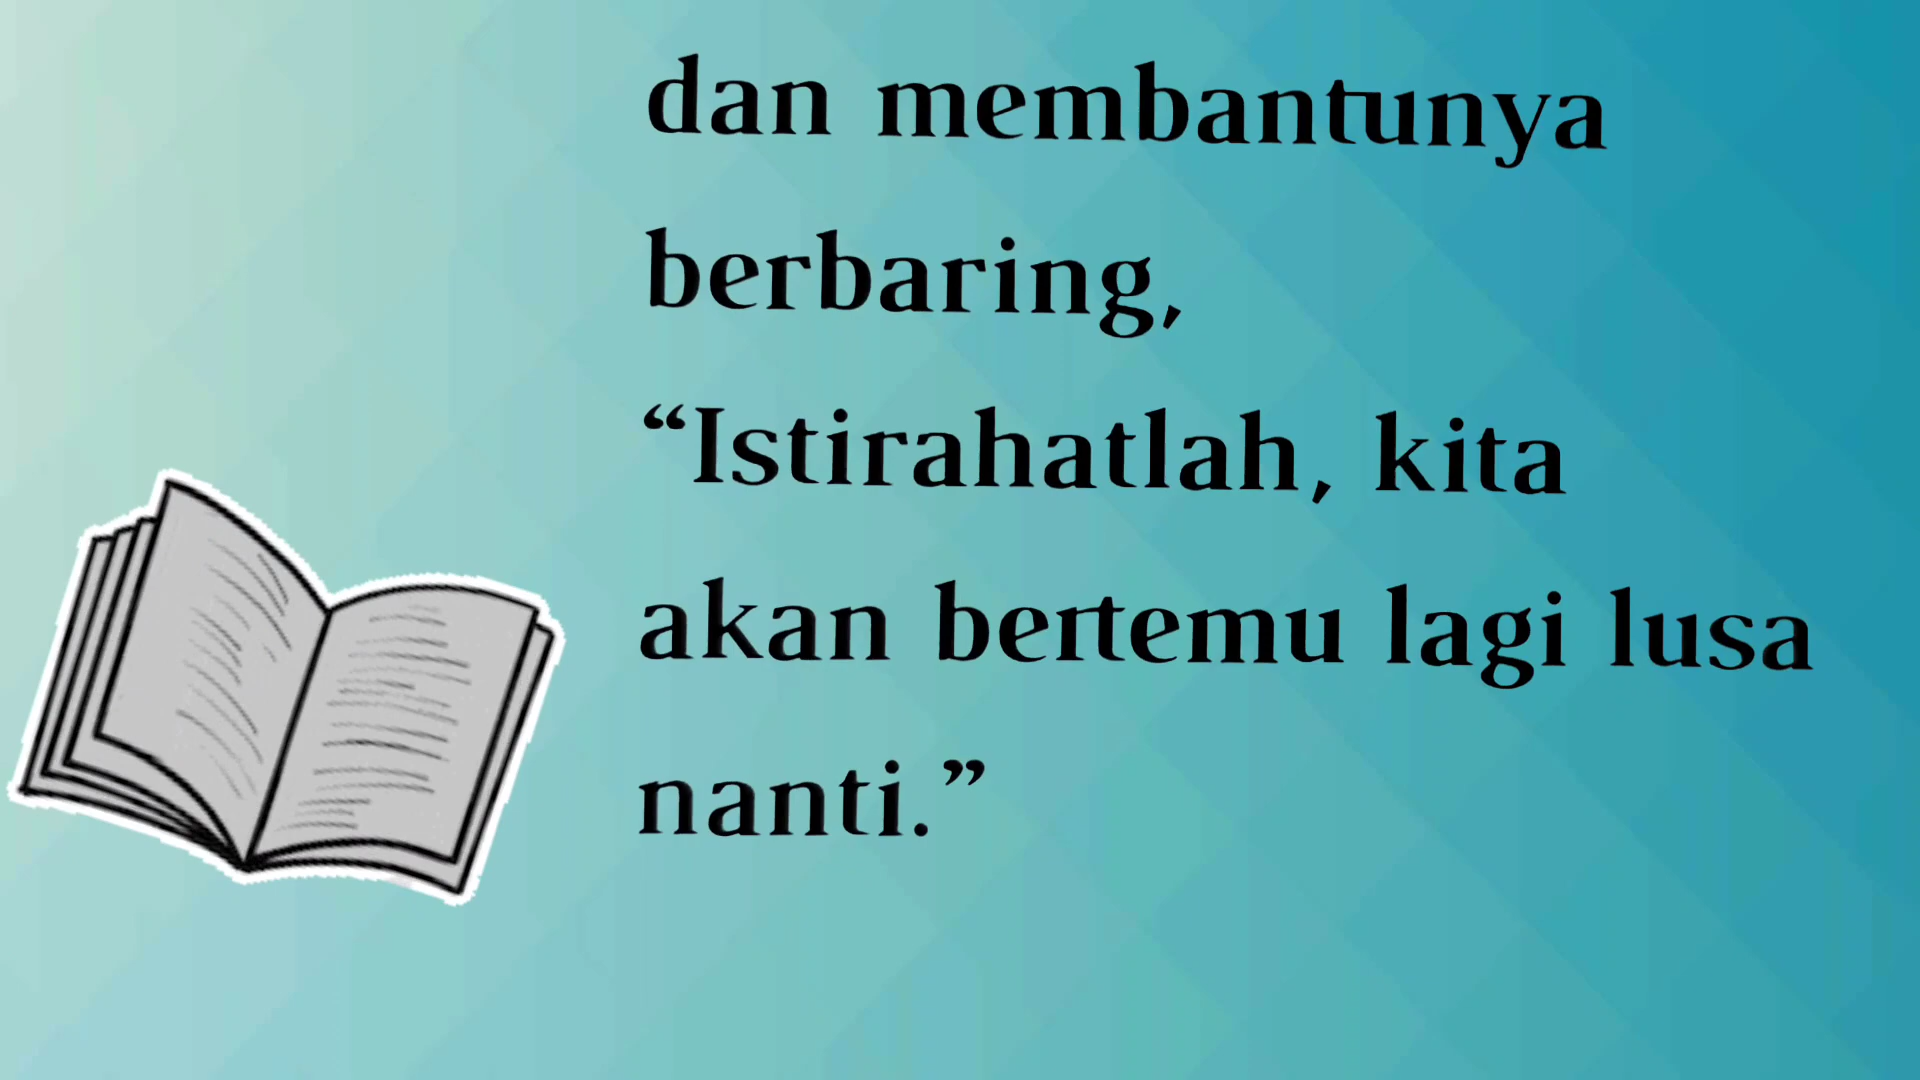 dan membantunya
berbaring,
“Istirahatlah, kita
akan bertemu lagi lusa
nanti.”